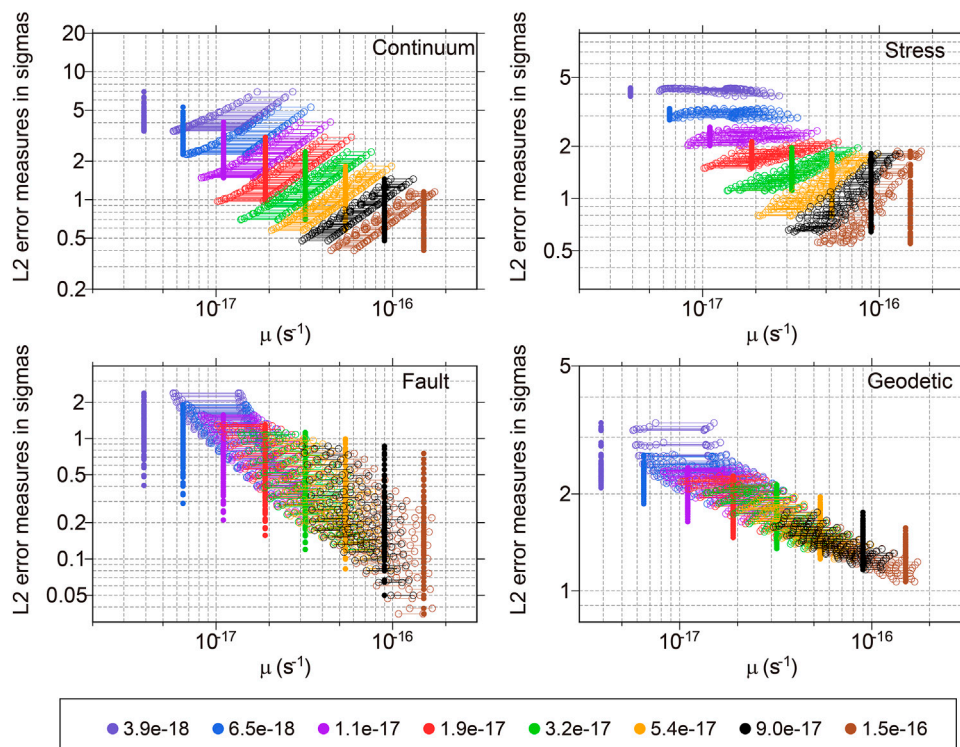 Continuum
L2 error measures in sigmas
20
10
5
2
1
0.5
0.2
10-17
10-16
μ (s-1)
Stress
L2 error measures in sigmas
5
2
1
0.5
10-17
10-16
μ (s-1)
Fault
L2 error measures in sigmas
2
1
0.5
0.2
0.1
0.05
10-17
10-16
μ (s-1)
Geodetic
L2 error measures in sigmas
5
2
1
10-17
10-16
μ (s-1)
3.9e-18 6.5e-18 1.1e-17 1.9e-17 3.2e-17 5.4e-17 9.0e-17 1.5e-16